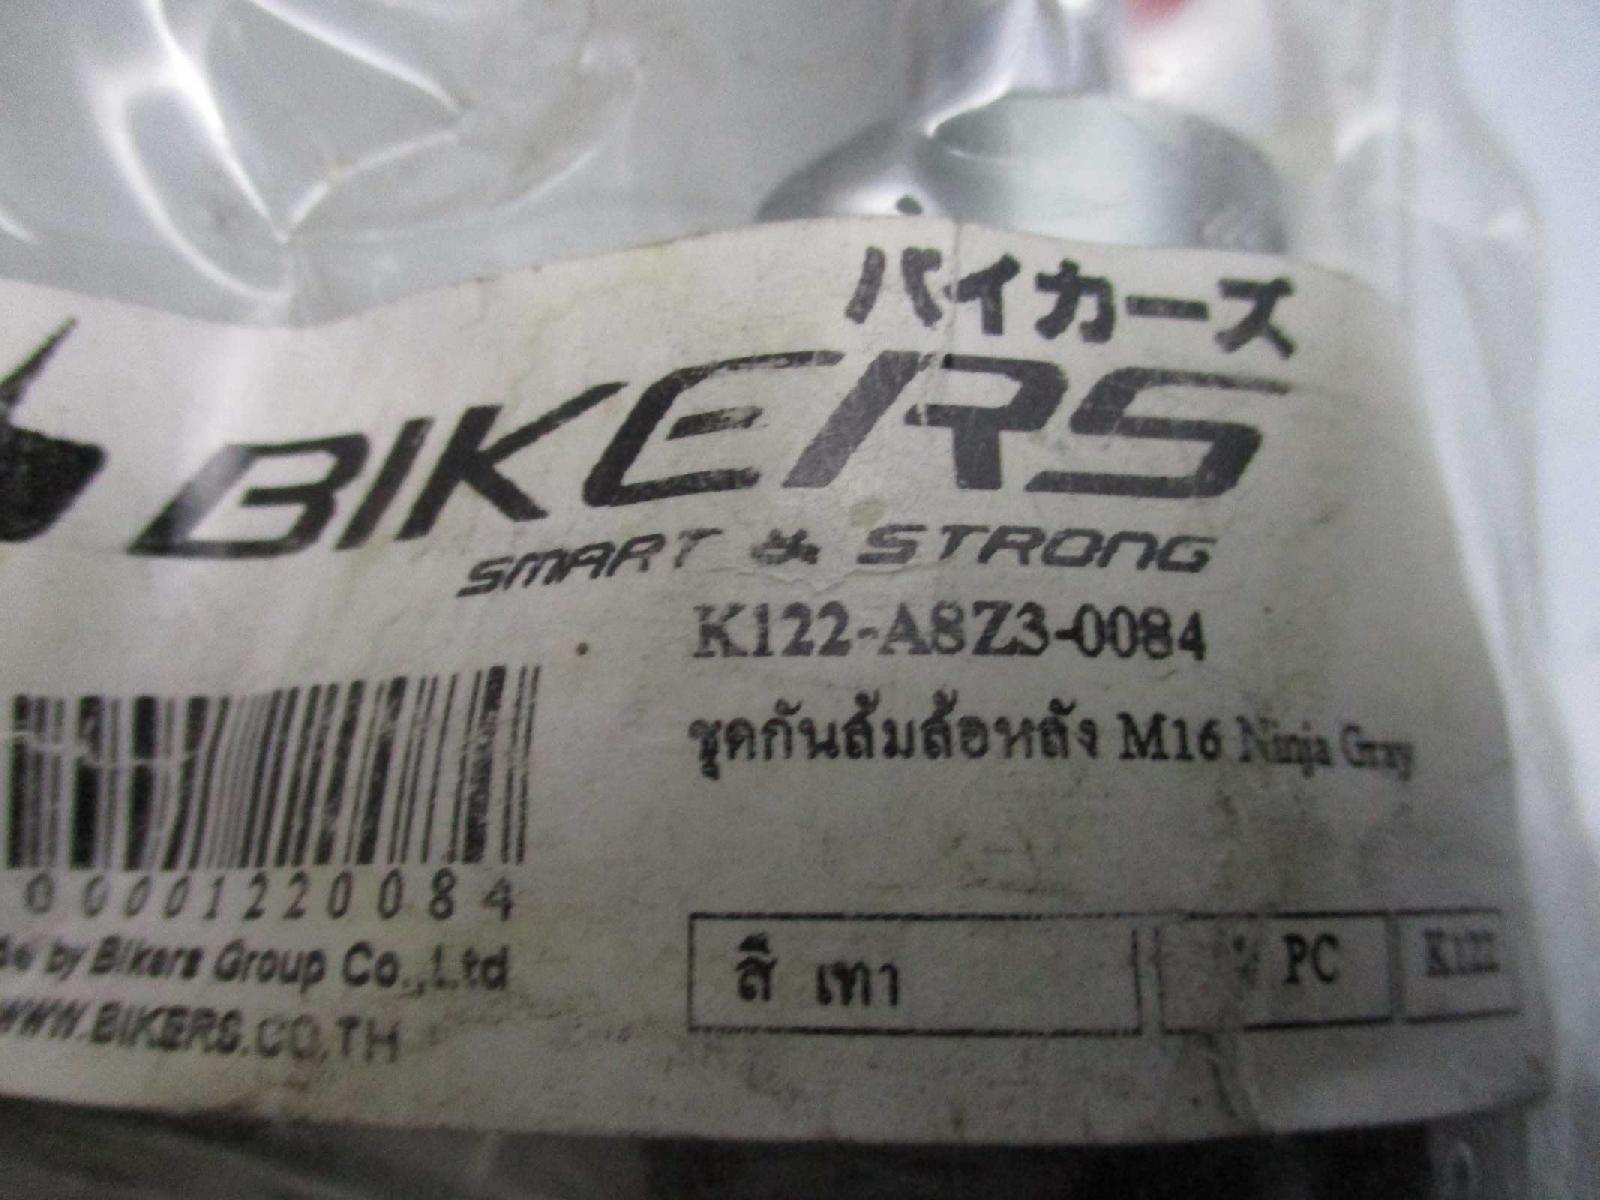 バイカーズ
BIKERS
SMART & STRONG
K122-A8Z3-0084
ชุดกันล้มล้อหลัง M16 Ninja Gray
00001220084
by Bikers Group Co.,Ltd
WWW.BIKERS.CO.TH
สี เทา
PC
K122